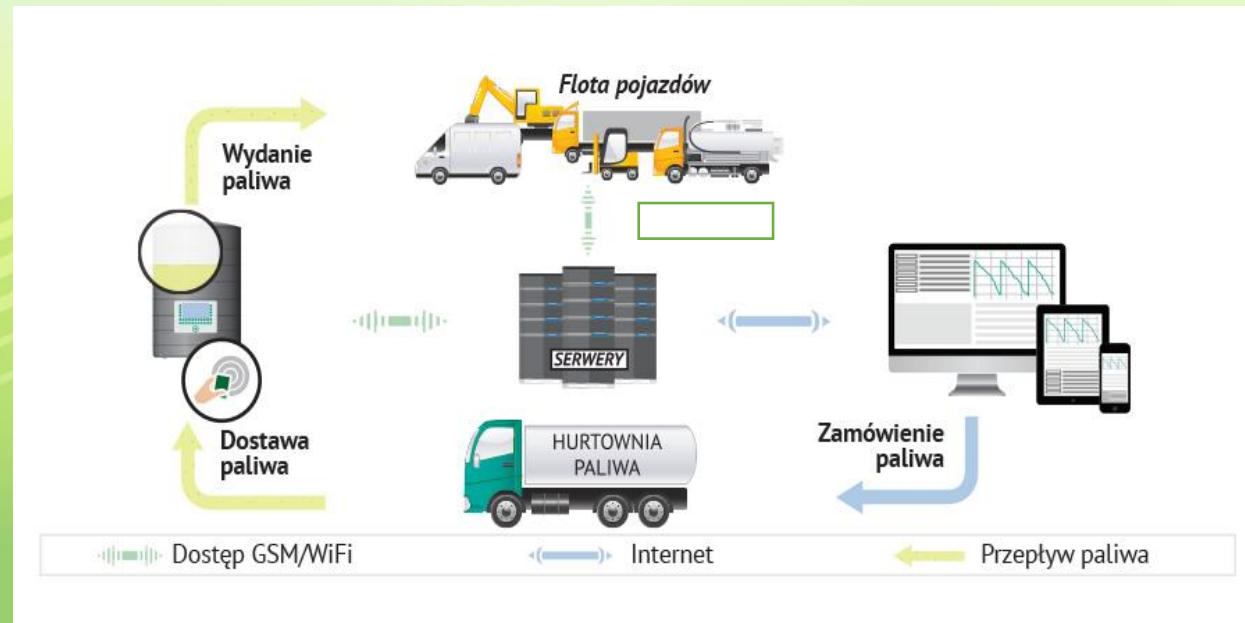 Flota pojazdów
Wydanie
paliwa
SERWERY
Dostawa
paliwa
HURTOWNIA
PALIWA
Zamówienie
paliwa
Dostęp GSM/WiFi
Internet
Przepływ paliwa